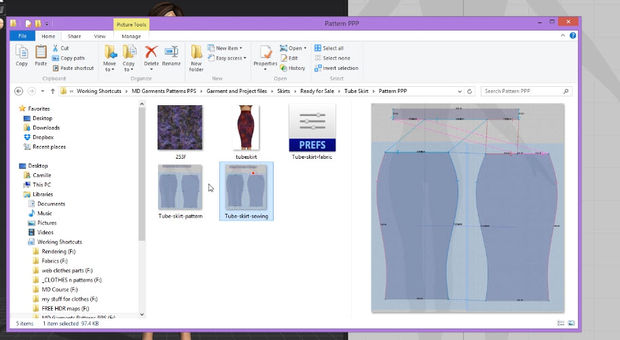 Picture Tools
Pattern PPP
File Home Share View Manage
Copy Paste Cut
Copy path
Paste shortcut
Move to Copy to Delete Rename
New folder
New item
Easy access
Properties
Open
Edit
History
Select all
Select none
Invert selection
Clipboard Organize New Open Select
Working Shortcuts MD Garments Patterns PPS Garment and Project files Skirts Ready for Sale Tube Skirt Pattern PPP
Search Pattern PPP
Favorites
Desktop
Downloads
Dropbox
Recent places
Desktop
Camille
This PC
Libraries
Documents
Music
Pictures
Videos
Working Shortcuts
Rendering (F:)
Fabrics (F:)
web clothes parts (F:)
_CLOTHES n patterns (F:)
MD Course (F:)
my stuff for clothes (F:)
FREE HDR maps (F:)
MD Garments Patterns PPS (F:)
253F
tubeskirt
PREFS
Tube-skirt-fabric
Tube-skirt-pattern
Tube-skirt-sewing
5 items 1 item selected 97.4 KB